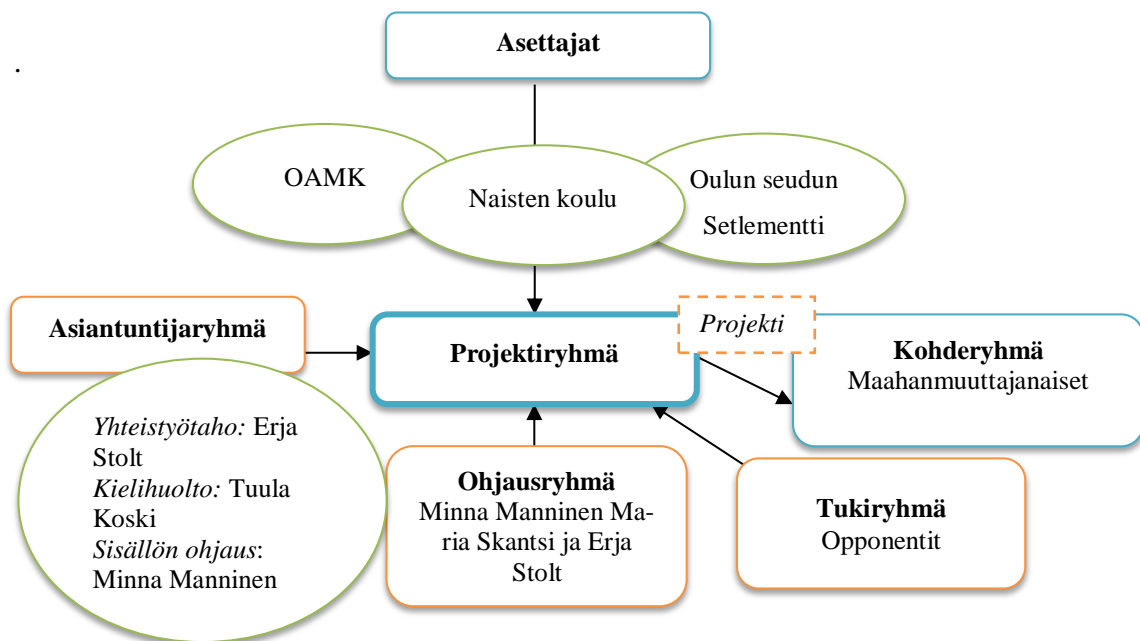 Asettajat
.
OAMK
Naisten koulu
Oulun seudun
Setlementti
Asiantuntijaryhmä
Projektiryhmä
Projekti
Kohderyhmä
Maahanmuuttajanaiset
Yhteistyötaho: Erja
Stolt
Kielihuolto: Tuula
Koski
Sisällön ohjaus:
Minna Manninen
Ohjausryhmä
Minna Manninen Ma-
ria Skantsi ja Erja
Stolt
Tukiryhmä
Opponentit